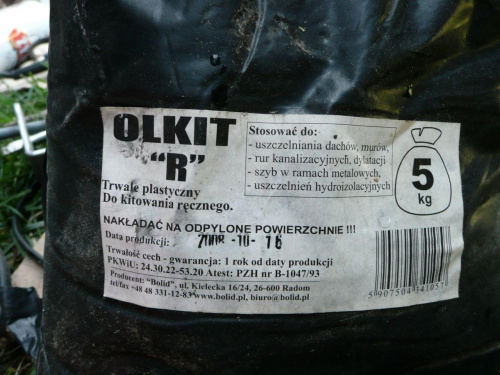 OLKIT
"R"
Trwale plastyczny
Do kitowania ręcznego.
Stosować do:
- uszczelniania dachów, murów,
- rur kanalizacyjnych, dylatacji
- szyb w ramach metalowych,
- uszczelnień hydroizolacyjnych
5
kg
NAKŁADAĆ NA ODPYLONE POWIERZCHNIE !!!
Data produkcji: 2008-10-16
Trwałość cech - gwarancja: 1 rok od daty produkcji
PKWiU: 24.30.22-53.20 Atest: PZH nr B-1047/93
Producent: "Bolid", ul. Kielecka 16/24, 26-600 Radom
tel/fax +48 48 331-12-83 www.bolid.pl, biuro@bolid.pl